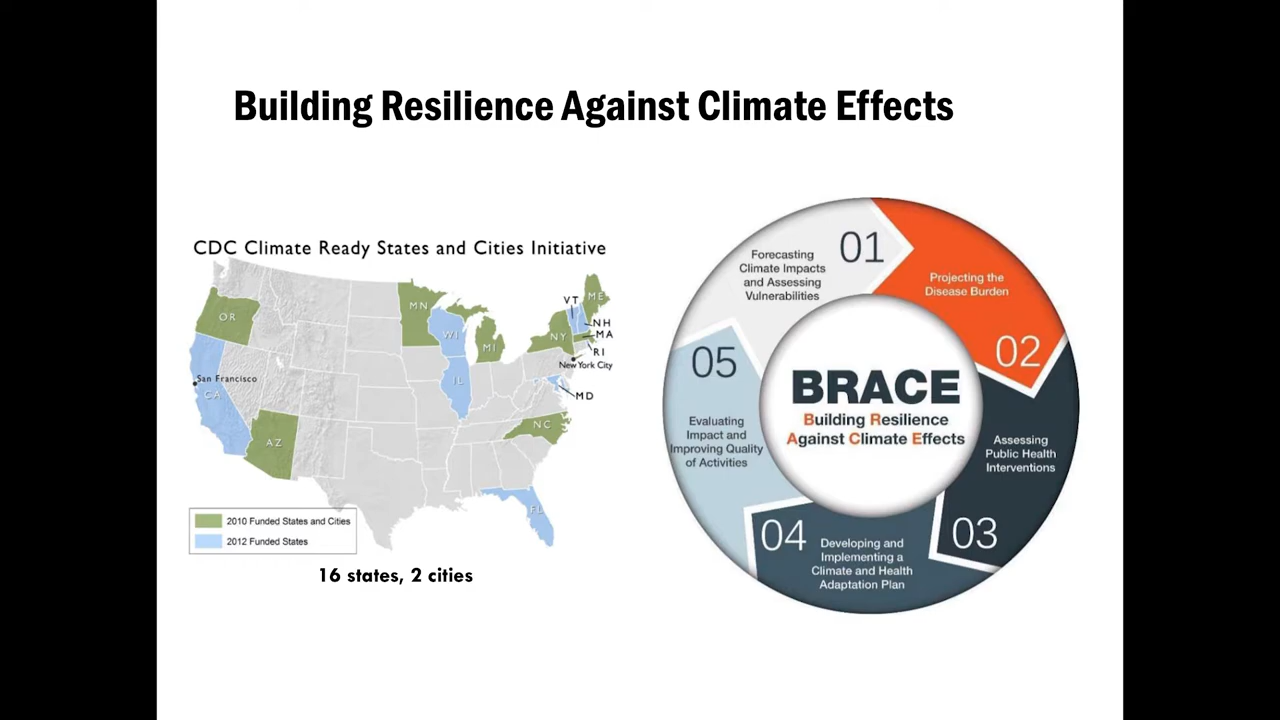 Building Resilience Against Climate Effects
CDC Climate Ready States and Cities Initiative
OR
MN
WI
MI
IL
NY
VT
ME
NH
MA
RI
New York City
MD
San Francisco
CA
AZ
NC
FL
2010 Funded States and Cities
2012 Funded States
16 states, 2 cities
01
Forecasting
Climate Impacts
and Assessing
Vulnerabilities
Projecting the
Disease Burden
02
Assessing
Public Health
Interventions
03
04
Developing and
Implementing a
Climate and Health
Adaptation Plan
05
Evaluating
Impact and
Improving Quality
of Activities
BRACE
Building Resilience
Against Climate Effects